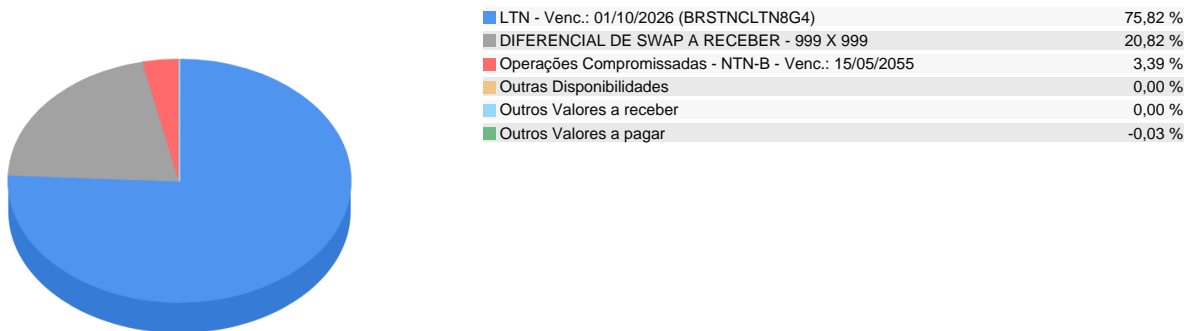 LTN - Venc.: 01/10/2026 (BRSTNCLTN8G4) 75,82 %
DIFERENCIAL DE SWAP A RECEBER - 999 X 999 20,82 %
Operações Compromissadas - NTN-B - Venc.: 15/05/2055 3,39 %
Outras Disponibilidades 0,00 %
Outros Valores a receber 0,00 %
Outros Valores a pagar -0,03 %